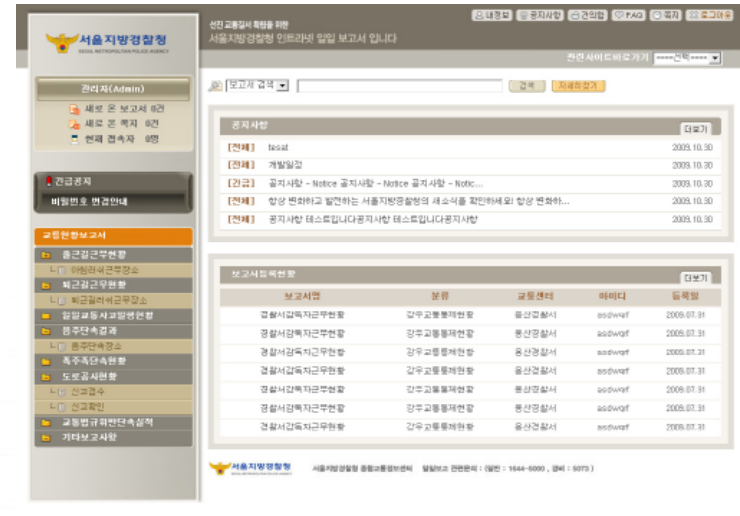 서울지방경찰청
SEOUL METROPOLITAN POLICE AGENCY
선진 교통질서 확립을 위한
서울지방경찰청 인트라넷 일일 보고서 입니다
내정보 공지사항 건의함 FAQ 쪽지 로그아웃
관련사이트바로가기 ----선택----
관리자(Admin)
새로 온 보고서 0건
새로 온 쪽지 0건
현재 접속자 0명
보고서 검색 검색 자세히찾기
긴급공지
비밀번호 변경안내
공지사항 더보기
[전체] tesat 2009.10.30
[전체] 개발일정 2009.10.30
[긴급] 공지사항 - Notice 공지사항 - Notice 공지사항 - Notic... 2009.10.30
[전체] 항상 변화하고 발전하는 서울지방경찰청의 새소식을 확인하세요! 항상 변화하... 2009.10.30
[전체] 공지사항 테스트입니다공지사항 테스트입니다공지사항 2009.10.30
교통현황보고서
출근길근무현황
퇴근길근무현황
일일교통사고발생현황
음주단속결과
음주단속장소
폭주족단속현황
도로공사현황
신고접수
신고확인
교통법규위반단속실적
기타보고사항
보고서등록현황 더보기
보고서명 분류 교통센터 아이디 등록일
경찰서감독자근무현황 강우교통통제현황 용산경찰서 asdwqf 2009.07.31
경찰서감독자근무현황 강우교통통제현황 용산경찰서 asdwqf 2009.07.31
경찰서감독자근무현황 강우교통통제현황 용산경찰서 asdwqf 2009.07.31
경찰서감독자근무현황 강우교통통제현황 용산경찰서 asdwqf 2009.07.31
경찰서감독자근무현황 강우교통통제현황 용산경찰서 asdwqf 2009.07.31
경찰서감독자근무현황 강우교통통제현황 용산경찰서 asdwqf 2009.07.31
경찰서감독자근무현황 강우교통통제현황 용산경찰서 asdwqf 2009.07.31
서울지방경찰청 서울지방경찰청 종합교통정보센터 일일보고 관련문의 : (일반 : 1644-5000 , 경비 : 5073 )